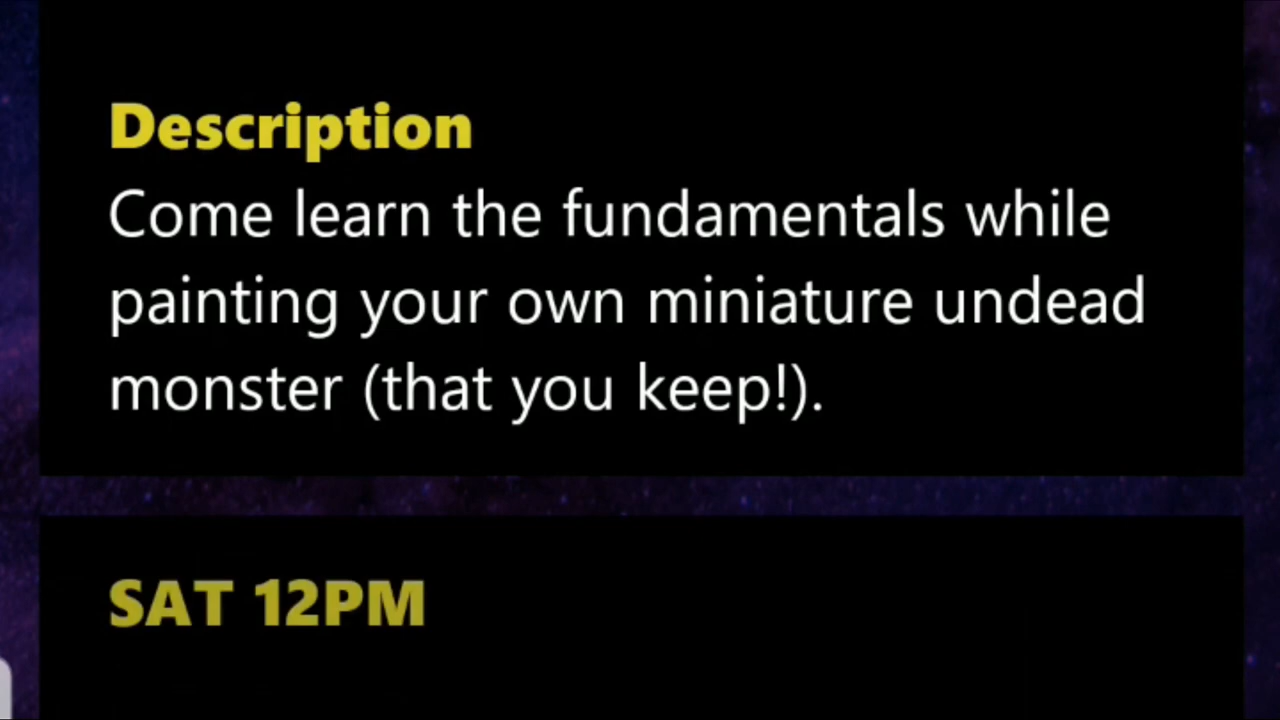 Description
Come learn the fundamentals while
painting your own miniature undead
monster (that you keep!).
SAT 12PM